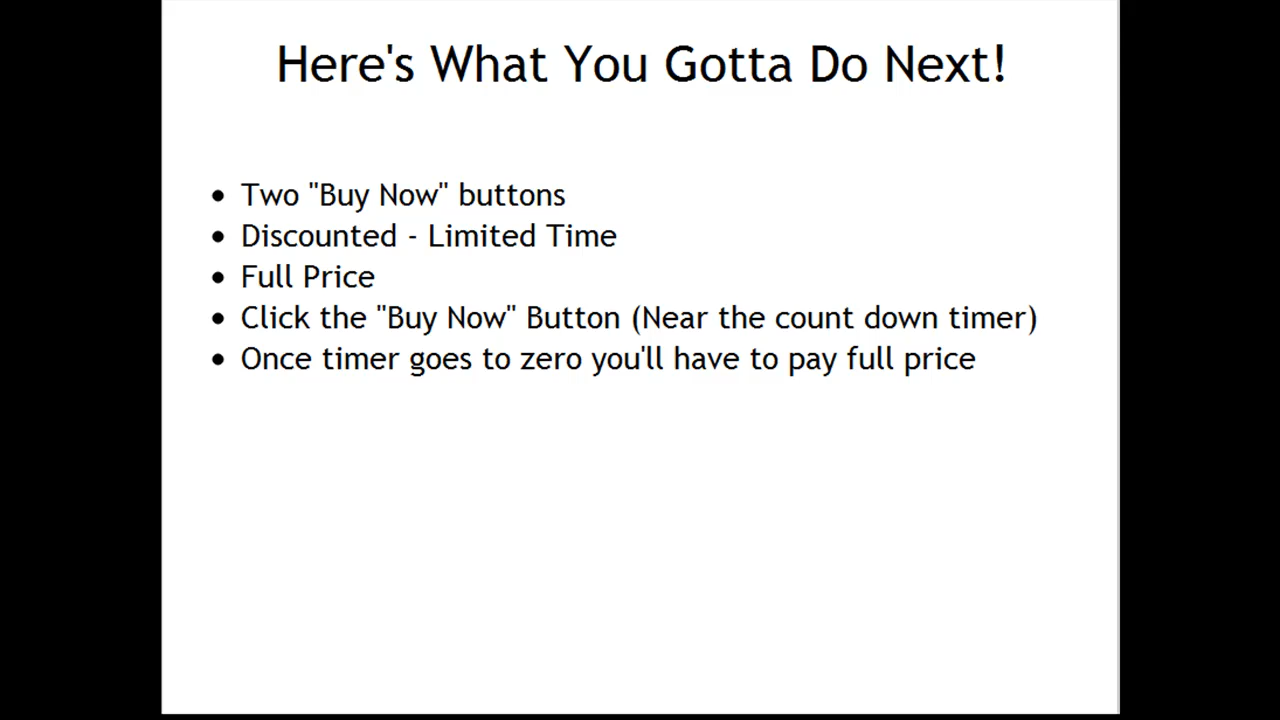 Here's What You Gotta Do Next!
• Two "Buy Now" buttons
• Discounted - Limited Time
• Full Price
• Click the "Buy Now" Button (Near the count down timer)
• Once timer goes to zero you'll have to pay full price